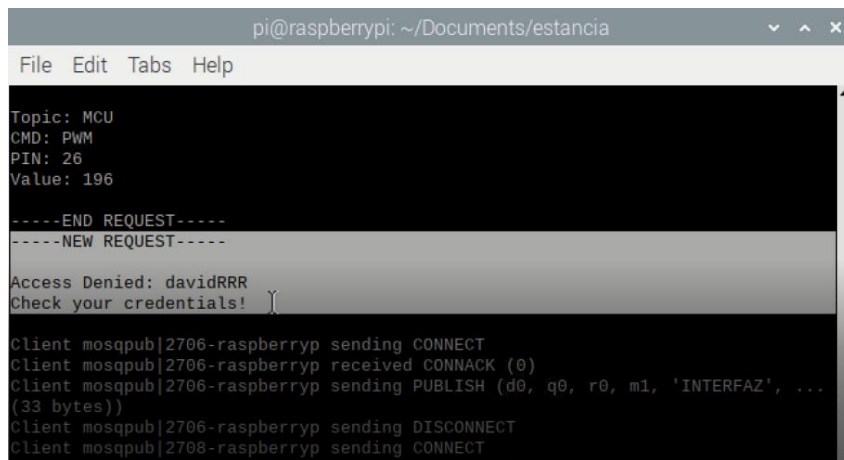 pi@raspberrypi: ~/Documents/estancia
File Edit Tabs Help
Topic: MCU
CMD: PWM
PIN: 26
Value: 196
-----END REQUEST-----
-----NEW REQUEST-----
Access Denied: davidRRR
Check your credentials!
Client mosqpub|2706-raspberryp sending CONNECT
Client mosqpub|2706-raspberryp received CONNACK (0)
Client mosqpub|2706-raspberryp sending PUBLISH (d0, q0, r0, m1, 'INTERFAZ', ...
(33 bytes))
Client mosqpub|2706-raspberryp sending DISCONNECT
Client mosqpub|2708-raspberryp sending CONNECT